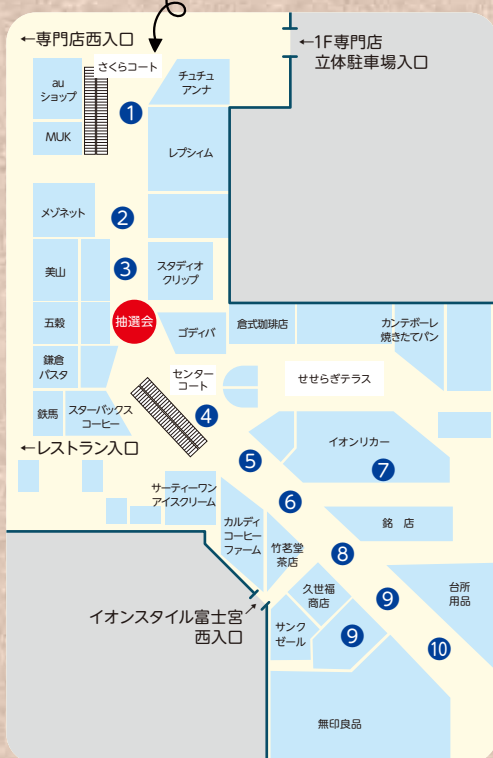 ←専門店西入口
←1F専門店
立体駐車場入口
さくらコート
au
ショップ
チュチュ
アンナ
1
MUK
レプシィム
メゾネット
2
美山
3
スタディオ
クリップ
五穀
抽選会
ゴディバ
倉式珈琲店
カンテボーレ
焼きたてパン
鎌倉
パスタ
センター
コート
せせらぎテラス
鉄馬
スターバックス
コーヒー
4
イオンリカー
←レストラン入口
5
7
サーティーワン
アイスクリーム
6
カルディ
コーヒー
ファーム
銘 店
竹茗堂
茶店
8
久世福
商店
9
台所
用品
イオンスタイル富士宮
西入口
サンク
ゼール
9
10
無印良品